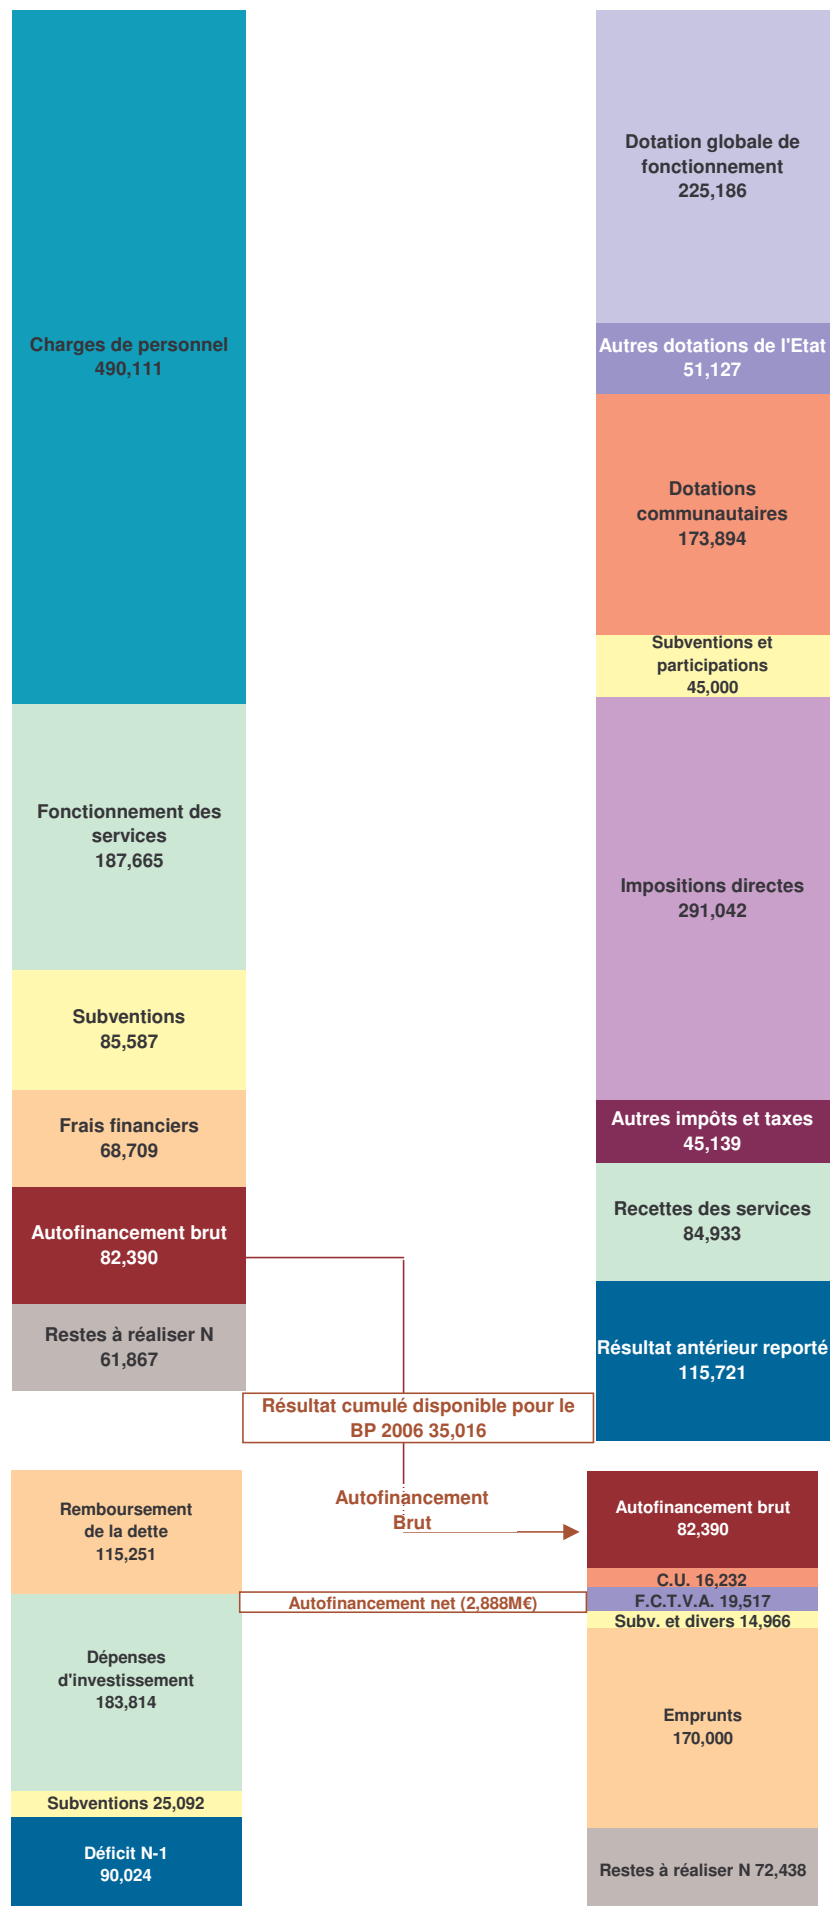 Charges de personnel
490,111
Fonctionnement des
services
187,665
Subventions
85,587
Frais financiers
68,709
Autofinancement brut
82,390
Restes à réaliser N
61,867
Dotation globale de
fonctionnement
225,186
Autres dotations de l'Etat
51,127
Dotations
communautaires
173,894
Subventions et
participations
45,000
Impositions directes
291,042
Autres impôts et taxes
45,139
Recettes des services
84,933
Résultat antérieur reporté
115,721
Résultat cumulé disponible pour le
BP 2006 35,016
Autofinancement
Brut
Remboursement
de la dette
115,251
Dépenses
d'investissement
183,814
Subventions 25,092
Déficit N-1
90,024
Autofinancement net (2,888M€)
Autofinancement brut
82,390
C.U. 16,232
F.C.T.V.A. 19,517
Subv. et divers 14,966
Emprunts
170,000
Restes à réaliser N 72,438